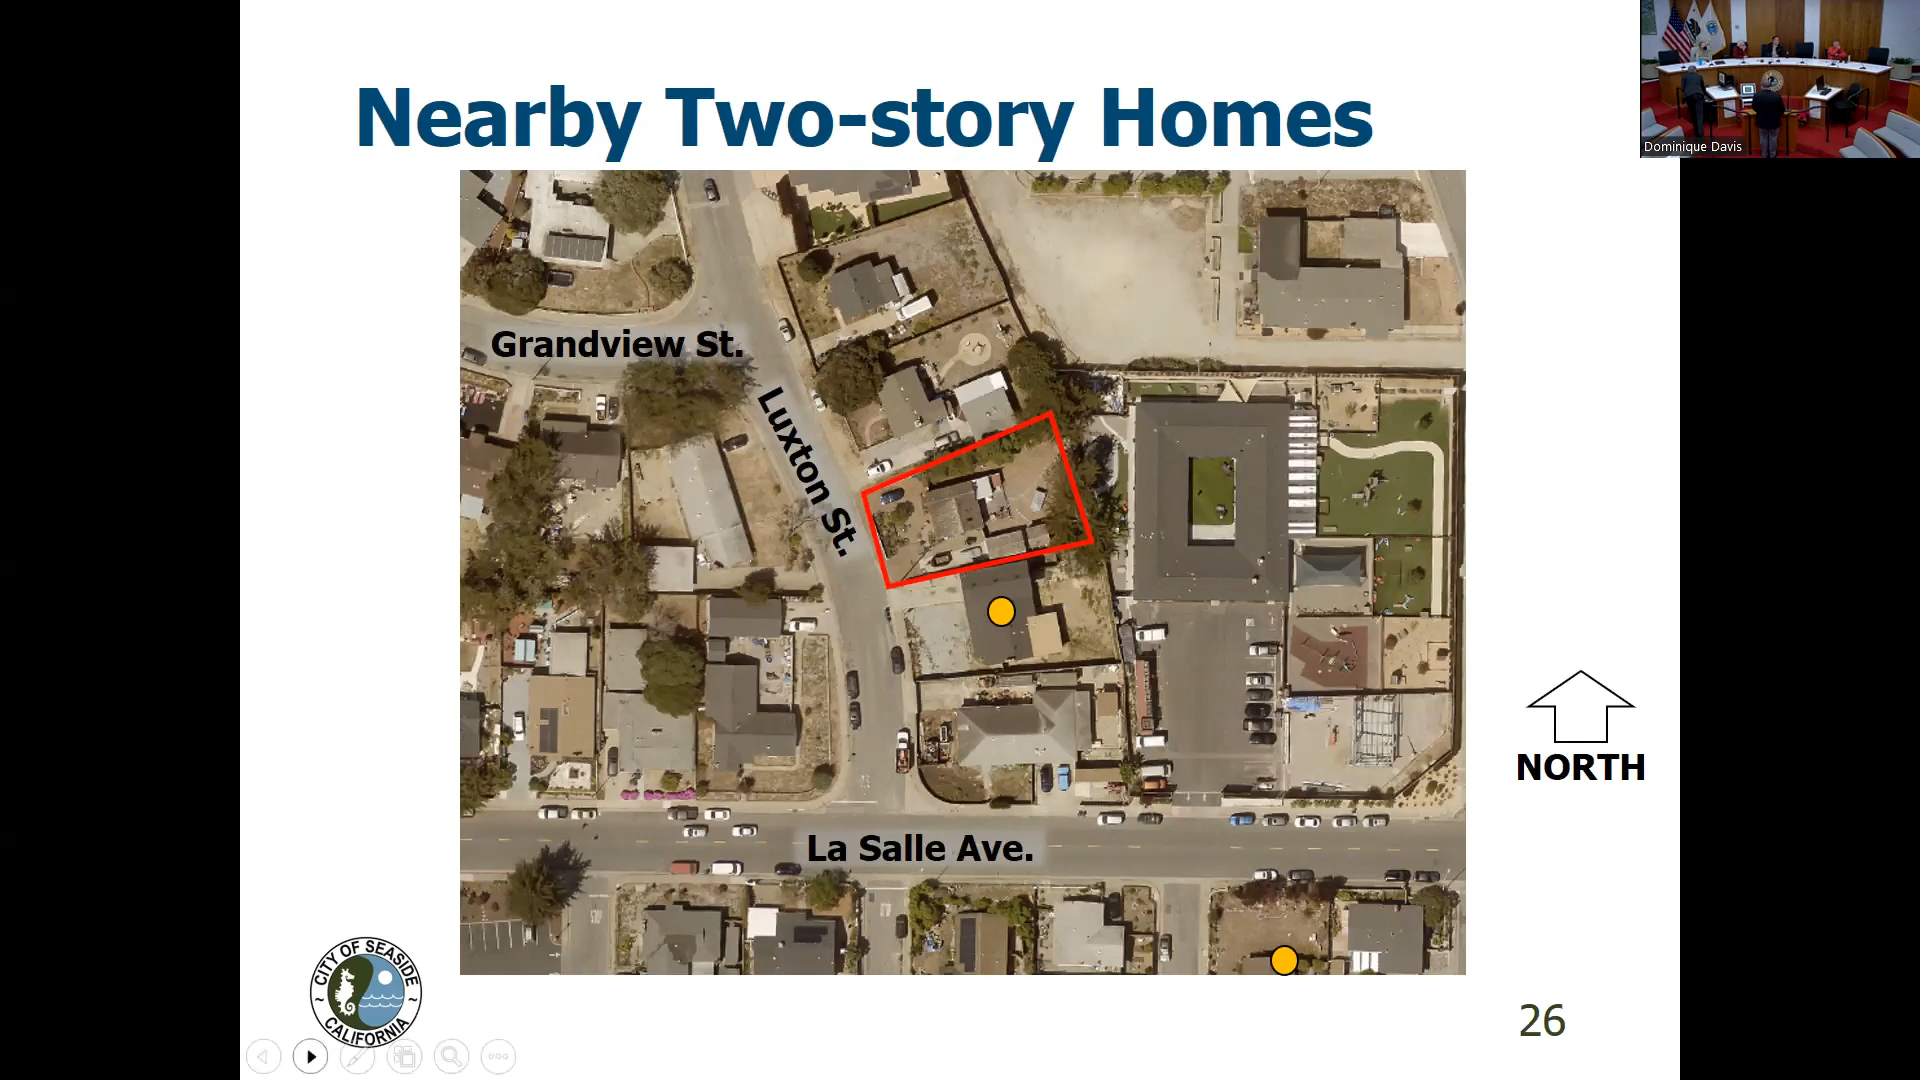 Nearby Two-story Homes
Dominique Davis
Grandview St.
Luxton St.
La Salle Ave.
NORTH
CITY OF SEASIDE
~ ~
CALIFORNIA
26